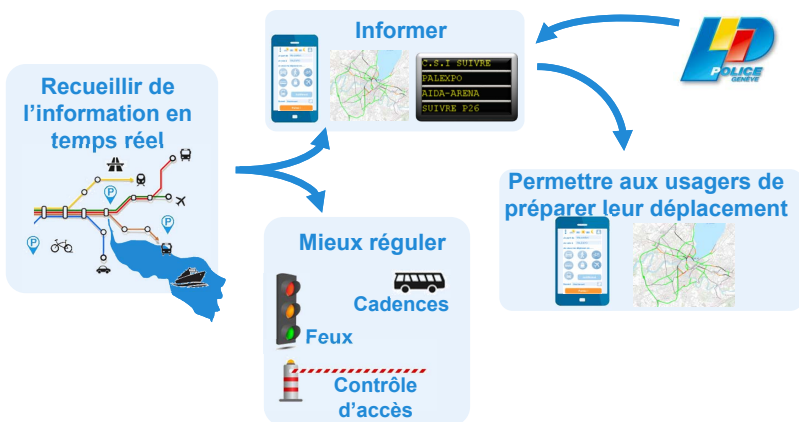 Informer
C.S.I SUIVRE
PALEXPO
AIDA-ARENA
SUIVRE P26
POLICE
GENÈVE
Recueillir de
l'information en
temps réel
P
P
P
Permettre aux usagers de
préparer leur déplacement
Mieux réguler
Cadences
Feux
Contrôle
d'accès